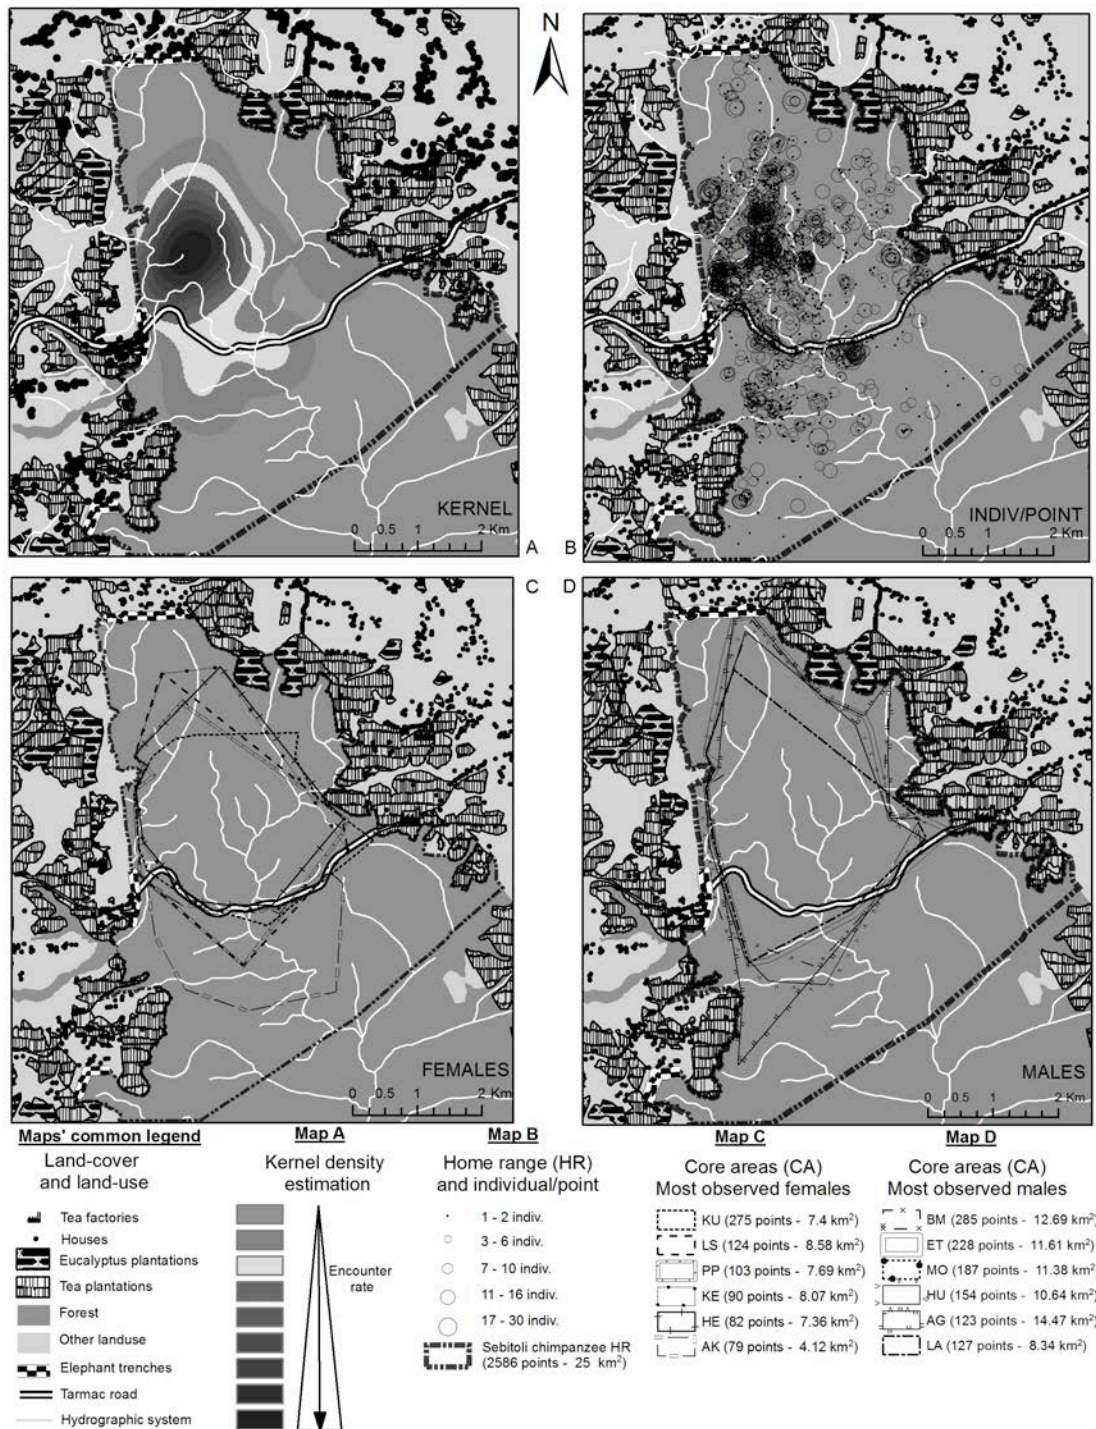 N
KERNEL
0 0.5 1 2 Km
A
B
INDIV/POINT
0 0.5 1 2 Km
C
D
FEMALES
0 0.5 1 2 Km
MALES
0 0.5 1 2 Km
Maps' common legend
Land-cover
and land-use
Tea factories
Houses
Eucalyptus plantations
Tea plantations
Forest
Other landuse
Elephant trenches
Tarmac road
Hydrographic system
Map A
Kernel density
estimation
Encounter
rate
Map B
Home range (HR)
and individual/point
1 - 2 indiv.
3 - 6 indiv.
7 - 10 indiv.
11 - 16 indiv.
17 - 30 indiv.
Sebitoli chimpanzee HR
(2586 points - 25 km²)
Map C
Core areas (CA)
Most observed females
KU (275 points - 7.4 km²)
LS (124 points - 8.58 km²)
PP (103 points - 7.69 km²)
KE (90 points - 8.07 km²)
HE (82 points - 7.36 km²)
AK (79 points - 4.12 km²)
Map D
Core areas (CA)
Most observed males
BM (285 points - 12.69 km²)
ET (228 points - 11.61 km²)
MO (187 points - 11.38 km²)
HU (154 points - 10.64 km²)
AG (123 points - 14.47 km²)
LA (127 points - 8.34 km²)